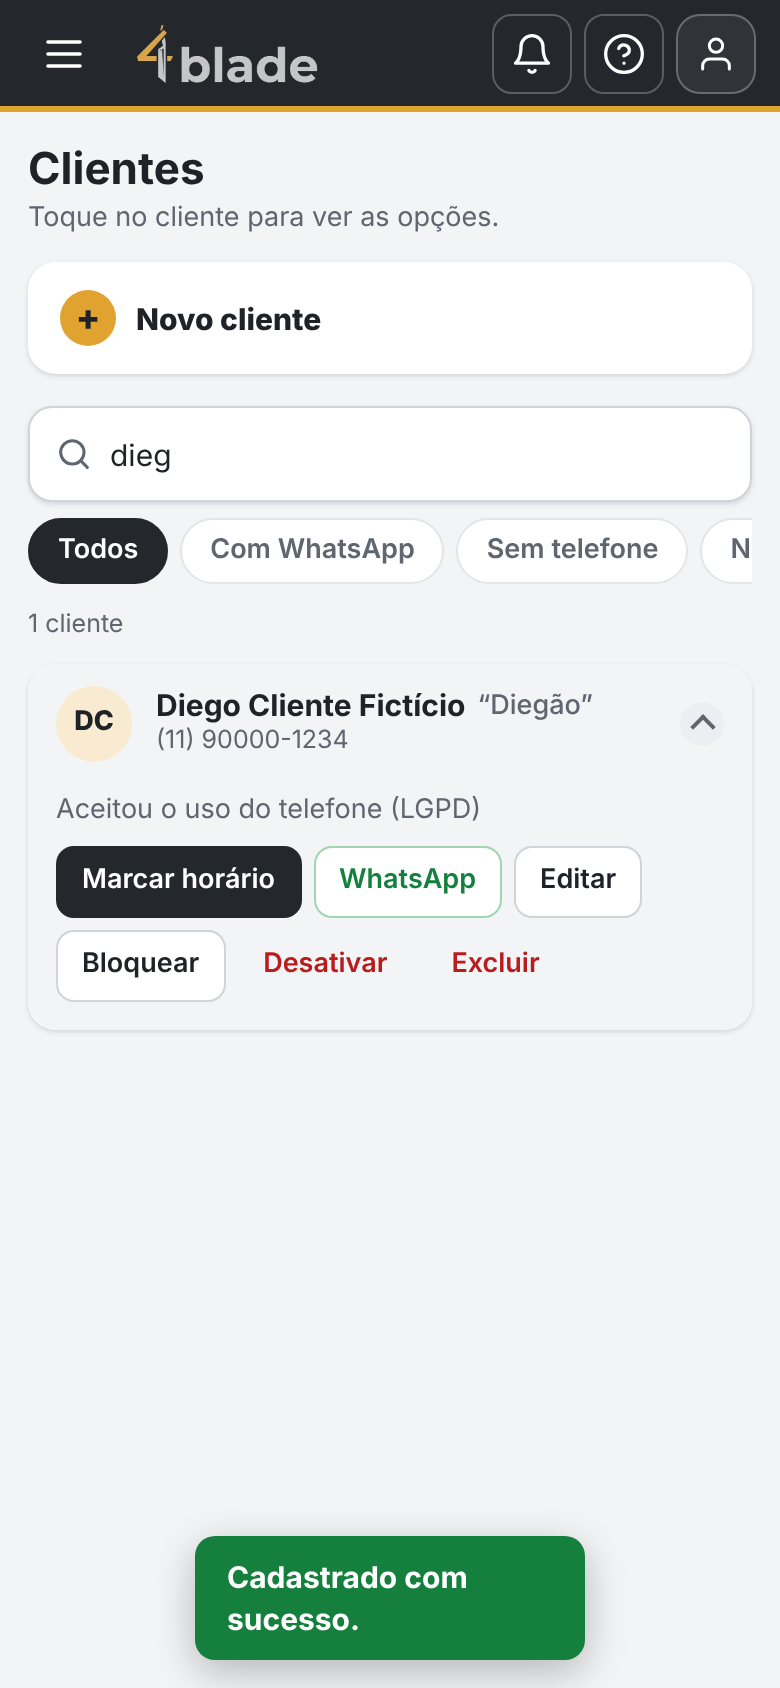 4blade
Clientes
Toque no cliente para ver as opções.
+ Novo cliente
dieg
Todos Com WhatsApp Sem telefone N
1 cliente
DC Diego Cliente Fictício “Diegão”
(11) 90000-1234
Aceitou o uso do telefone (LGPD)
Marcar horário WhatsApp Editar
Bloquear Desativar Excluir
Cadastrado com
sucesso.